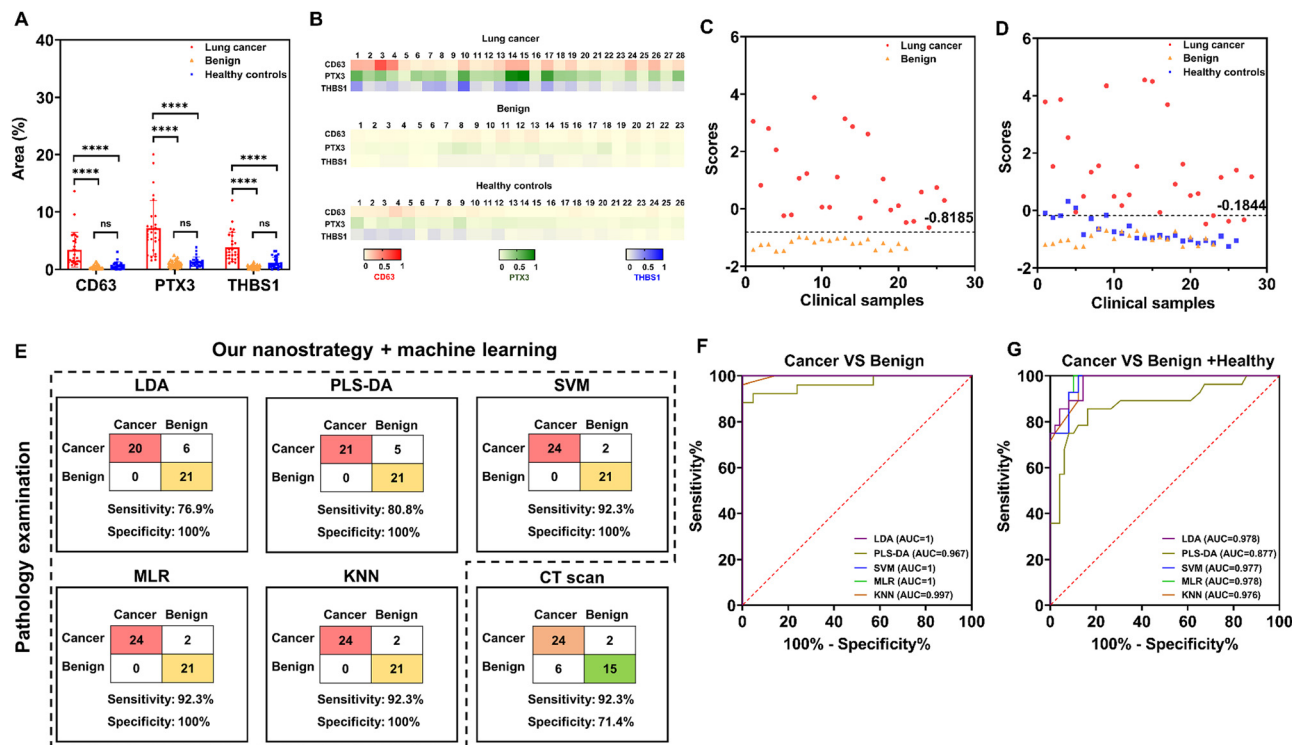 A
Area (%)
40
30
20
10
0
Lung cancer
Benign
Healthy controls
****
****
ns
****
****
ns
****
****
ns
CD63
PTX3
THBS1
B
Lung cancer
1 2 3 4 5 6 7 8 9 10 11 12 13 14 15 16 17 18 19 20 21 22 23 24 25 26
CD63
PTX3
THBS1
Benign
1 2 3 4 5 6 7 8 9 10 11 12 13 14 15 16 17 18 19 20 21 22 23
CD63
PTX3
THBS1
Healthy controls
1 2 3 4 5 6 7 8 9 10 11 12 13 14 15 16 17 18 19 20 21 22 23 24 25 26
CD63
PTX3
THBS1
0 0.5 1
CD63
0 0.5 1
PTX3
0 0.5 1
THBS1
C
Scores
6
4
2
0
-2
Lung cancer
Benign
-0.8185
0 10 20 30
Clinical samples
D
Scores
6
4
2
0
-2
Lung cancer
Benign
Healthy controls
-0.1844
0 10 20 30
Clinical samples
E
Our nanostrategy + machine learning
Pathology examination
LDA
Cancer Benign
Cancer 20 6
Benign 0 21
Sensitivity: 76.9%
Specificity: 100%
PLS-DA
Cancer Benign
Cancer 21 5
Benign 0 21
Sensitivity: 80.8%
Specificity: 100%
SVM
Cancer Benign
Cancer 24 2
Benign 0 21
Sensitivity: 92.3%
Specificity: 100%
MLR
Cancer Benign
Cancer 24 2
Benign 0 21
Sensitivity: 92.3%
Specificity: 100%
KNN
Cancer Benign
Cancer 24 2
Benign 0 21
Sensitivity: 92.3%
Specificity: 100%
CT scan
Cancer Benign
Cancer 24 2
Benign 6 15
Sensitivity: 92.3%
Specificity: 71.4%
F
Cancer VS Benign
Sensitivity%
100
80
60
40
20
0
LDA (AUC=1)
PLS-DA (AUC=0.967)
SVM (AUC=1)
MLR (AUC=1)
KNN (AUC=0.997)
20 40 60 80 100
100% - Specificity%
G
Cancer VS Benign +Healthy
Sensitivity%
100
80
60
40
20
0
LDA (AUC=0.978)
PLS-DA (AUC=0.877)
SVM (AUC=0.977)
MLR (AUC=0.978)
KNN (AUC=0.976)
0 20 40 60 80 100
100% - Specificity%